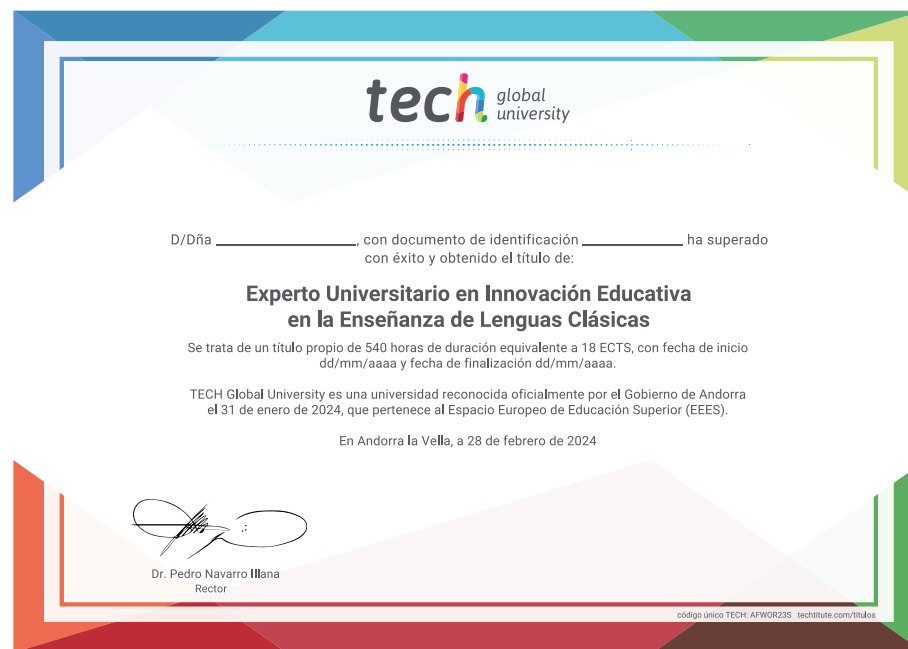 tech global university
D/Dña ____________, con documento de identificación ____________ ha superado
con éxito y obtenido el título de:
Experto Universitario en Innovación Educativa
en la Enseñanza de Lenguas Clásicas
Se trata de un título propio de 540 horas de duración equivalente a 18 ECTS, con fecha de inicio
dd/mm/aaaa y fecha de finalización dd/mm/aaaa.
TECH Global University es una universidad reconocida oficialmente por el Gobierno de Andorra
el 31 de enero de 2024, que pertenece al Espacio Europeo de Educación Superior (EEES).
En Andorra la Vella, a 28 de febrero de 2024
Dr. Pedro Navarro Illana
Rector
código único TECH: AFWOR23S techtitute.com/titulos